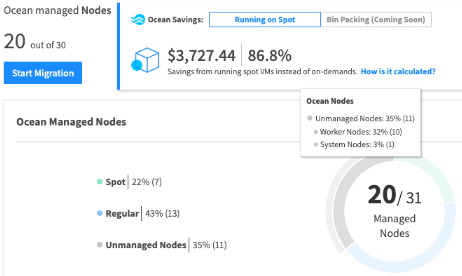 Ocean managed Nodes
20 out of 30
Start Migration
Ocean Savings:
Running on Spot
Bin Packing (Coming Soon)
$3,727.44 86.8%
Savings from running spot VMs instead of on-demands. How is it calculated?
Ocean Nodes
Unmanaged Nodes: 35% (11)
Worker Nodes: 32% (10)
System Nodes: 3% (1)
Ocean Managed Nodes
Spot 22% (7)
Regular 43% (13)
Unmanaged Nodes 35% (11)
20/ 31
Managed
Nodes